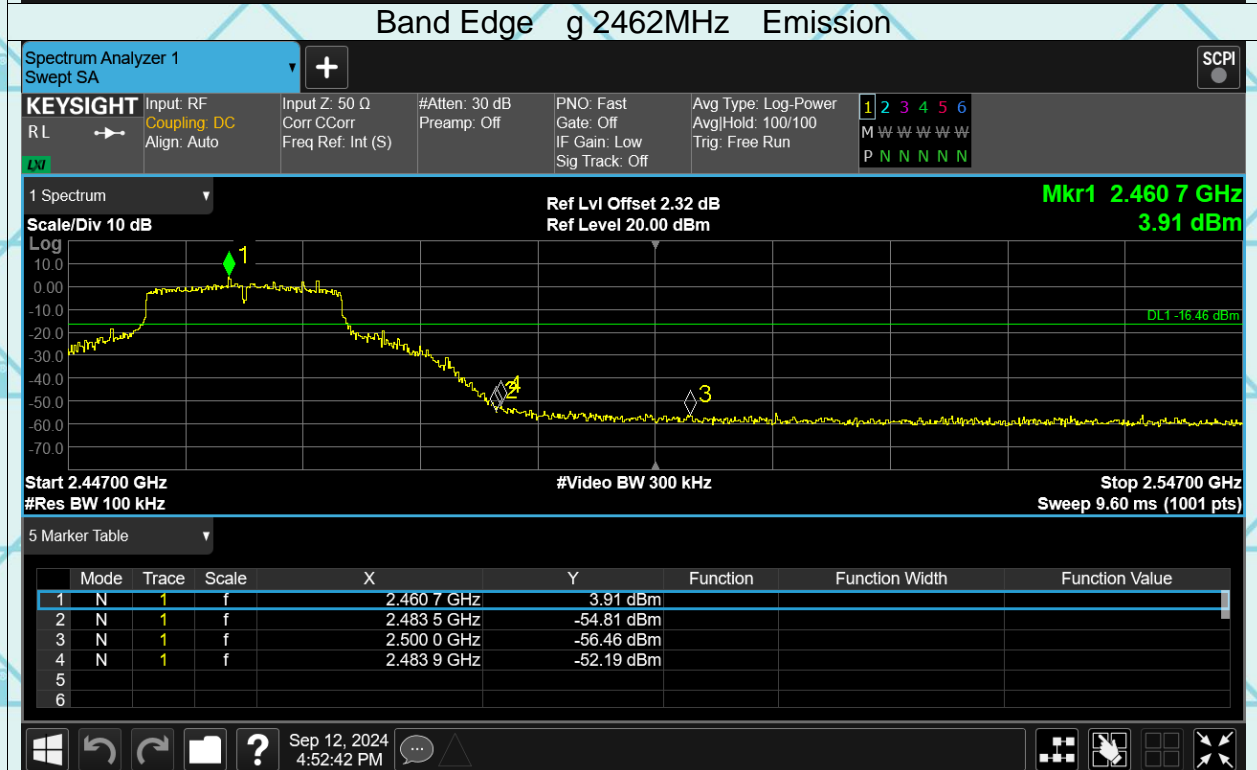 Band Edge g 2462MHz Emission
Spectrum Analyzer 1
Swept SA
+
SCPI
KEYSIGHT
RL
LXI
Input: RF
Coupling: DC
Align: Auto
Input Z: 50 Ω
Corr CCorr
Freq Ref: Int (S)
#Atten: 30 dB
Preamp: Off
PNO: Fast
Gate: Off
IF Gain: Low
Sig Track: Off
Avg Type: Log-Power
Avg|Hold: 100/100
Trig: Free Run
1 2 3 4 5 6
M W W W W W W
P N N N N N
1 Spectrum
Scale/Div 10 dB
Ref Lvl Offset 2.32 dB
Ref Level 20.00 dBm
Mkr1 2.460 7 GHz
3.91 dBm
Log
10.0
0.00
-10.0
-20.0
-30.0
-40.0
-50.0
-60.0
-70.0
1
DL1 -16.46 dBm
2
4
3
Start 2.44700 GHz
#Res BW 100 kHz
#Video BW 300 kHz
Stop 2.54700 GHz
Sweep 9.60 ms (1001 pts)
5 Marker Table
Mode Trace Scale X Y Function Function Width Function Value
1 N 1 f 2.460 7 GHz 3.91 dBm
2 N 1 f 2.483 5 GHz -54.81 dBm
3 N 1 f 2.500 0 GHz -56.46 dBm
4 N 1 f 2.483 9 GHz -52.19 dBm
5
6
?
Sep 12, 2024
4:52:42 PM